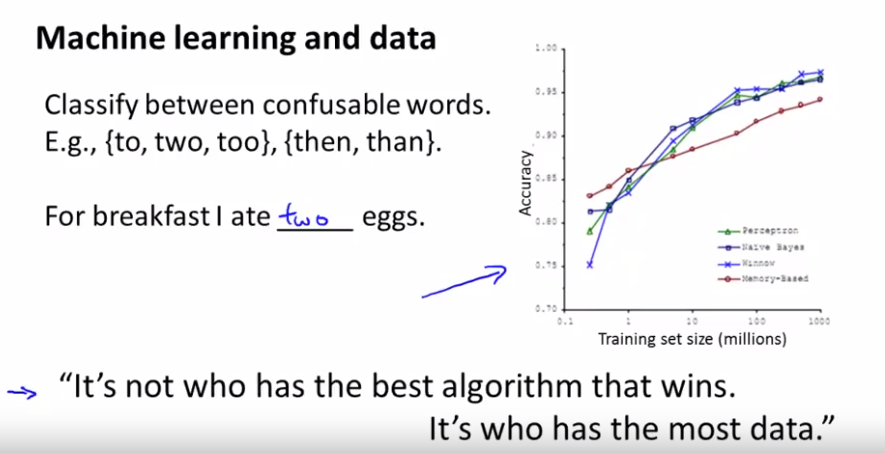 Machine learning and data
Classify between confusable words.
E.g., {to, two, too}, {then, than}.
For breakfast I ate two eggs.
1.00
0.95
0.90
0.85
0.80
0.75
0.70
Accuracy
Perceptron
Naive Bayes
Winnow
Memory-Based
0.1 1 10 100 1000
Training set size (millions)
“It’s not who has the best algorithm that wins.
It’s who has the most data.”